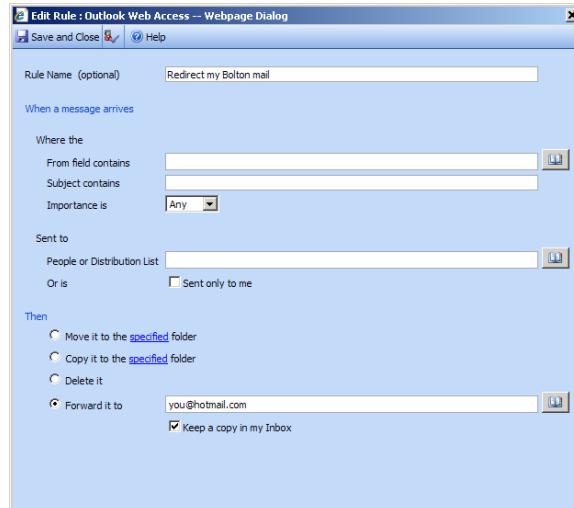 Edit Rule : Outlook Web Access -- Webpage Dialog
Save and Close Help
Rule Name (optional) Redirect my Bolton mail
When a message arrives
Where the
From field contains
Subject contains
Importance is Any
Sent to
People or Distribution List
Or is Sent only to me
Then
Move it to the specified folder
Copy it to the specified folder
Delete it
Forward it to you@hotmail.com
Keep a copy in my Inbox